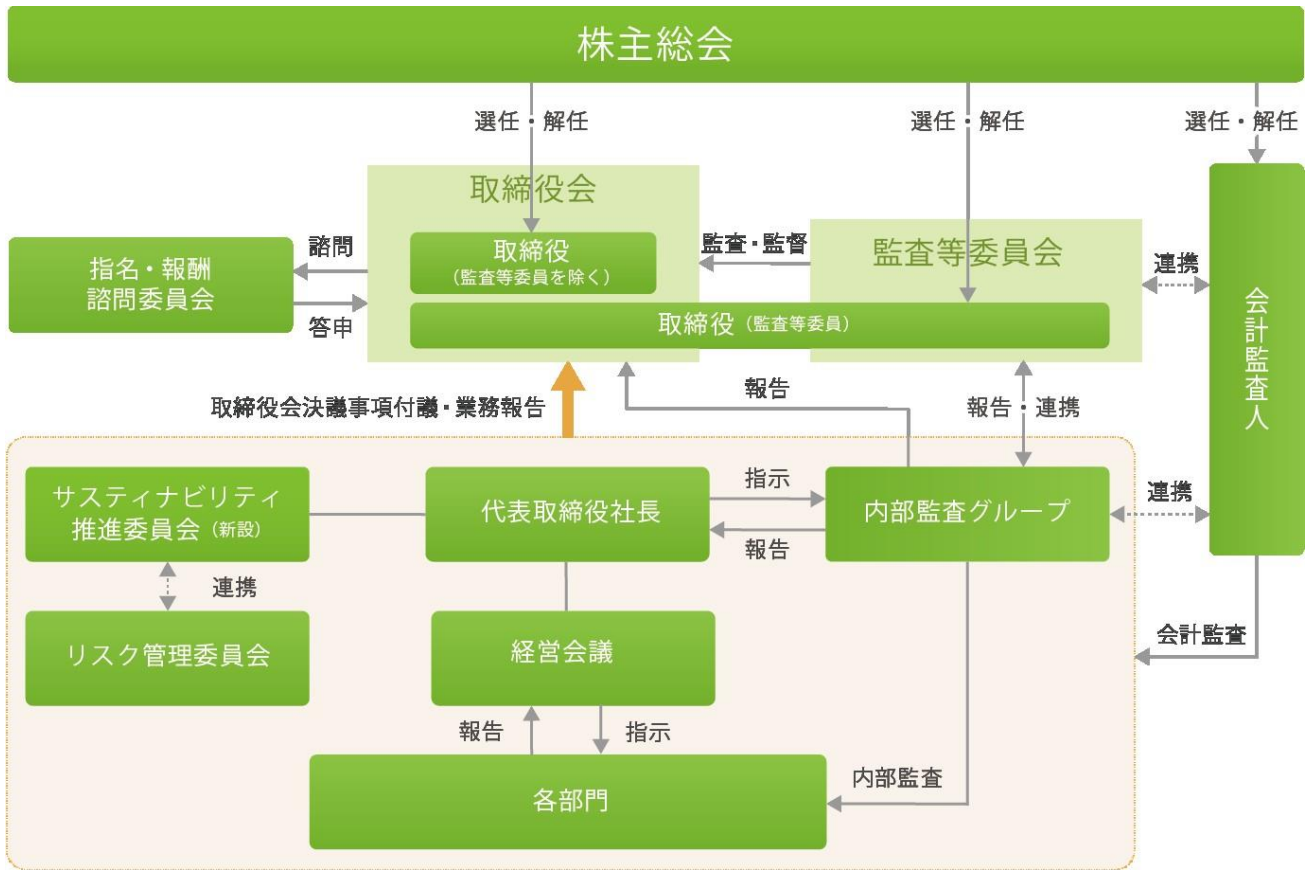 株主総会
選任・解任
選任・解任
選任・解任
取締役会
取締役
(監査等委員を除く)
監査・監督
監査等委員会
取締役(監査等委員)
指名・報酬
諮問委員会
諮問
答申
連携
会計監査人
取締役会決議事項付議・業務報告
報告
報告・連携
サスティナビリティ
推進委員会(新設)
代表取締役社長
指示
報告
内部監査グループ
連携
連携
リスク管理委員会
経営会議
会計監査
報告
指示
各部門
内部監査